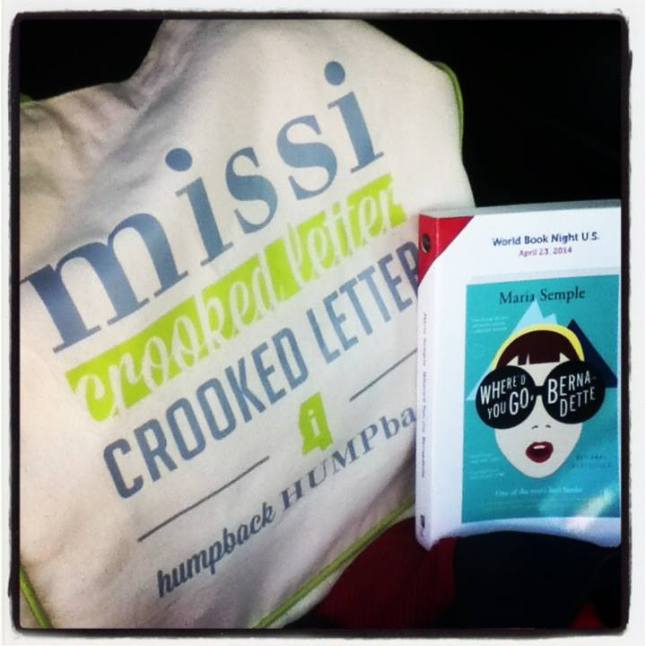 missi
crooked letter
CROOKED LETTER
i
humpback HUMPba
World Book Night U.S.
April 23, 2014
Maria Semple
WHERE'D
YOU GO,
BERNA-
DETTE